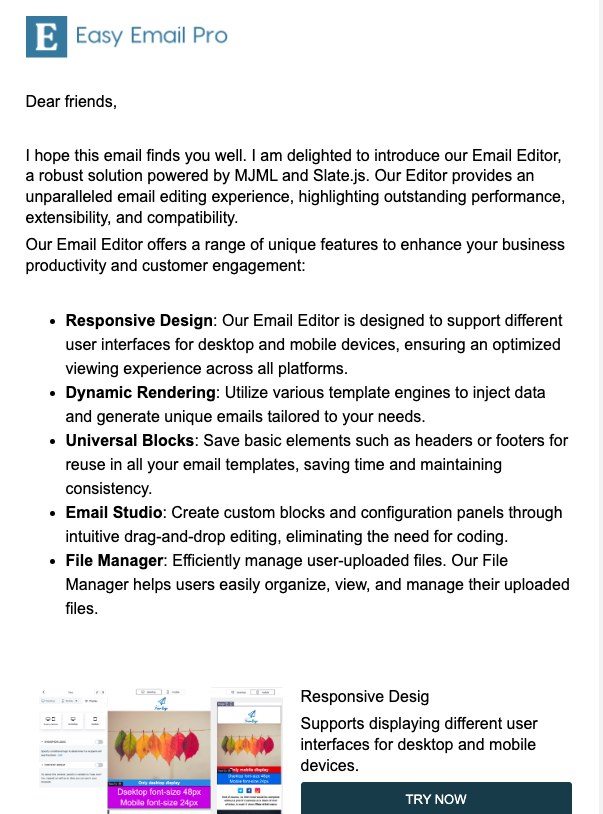 E Easy Email Pro
Dear friends,
I hope this email finds you well. I am delighted to introduce our Email Editor,
a robust solution powered by MJML and Slate.js. Our Editor provides an
unparalleled email editing experience, highlighting outstanding performance,
extensibility, and compatibility.
Our Email Editor offers a range of unique features to enhance your business
productivity and customer engagement:
• Responsive Design: Our Email Editor is designed to support different
user interfaces for desktop and mobile devices, ensuring an optimized
viewing experience across all platforms.
• Dynamic Rendering: Utilize various template engines to inject data
and generate unique emails tailored to your needs.
• Universal Blocks: Save basic elements such as headers or footers for
reuse in all your email templates, saving time and maintaining
consistency.
• Email Studio: Create custom blocks and configuration panels through
intuitive drag-and-drop editing, eliminating the need for coding.
• File Manager: Efficiently manage user-uploaded files. Our File
Manager helps users easily organize, view, and manage their uploaded
files.
Only desktop display
Dsektop font-size 48px
Mobile font-size 24px
Only mobile display
Dsektop font-size 48px
Mobile font-size 24px
Responsive Desig
Supports displaying different user
interfaces for desktop and mobile
devices.
TRY NOW